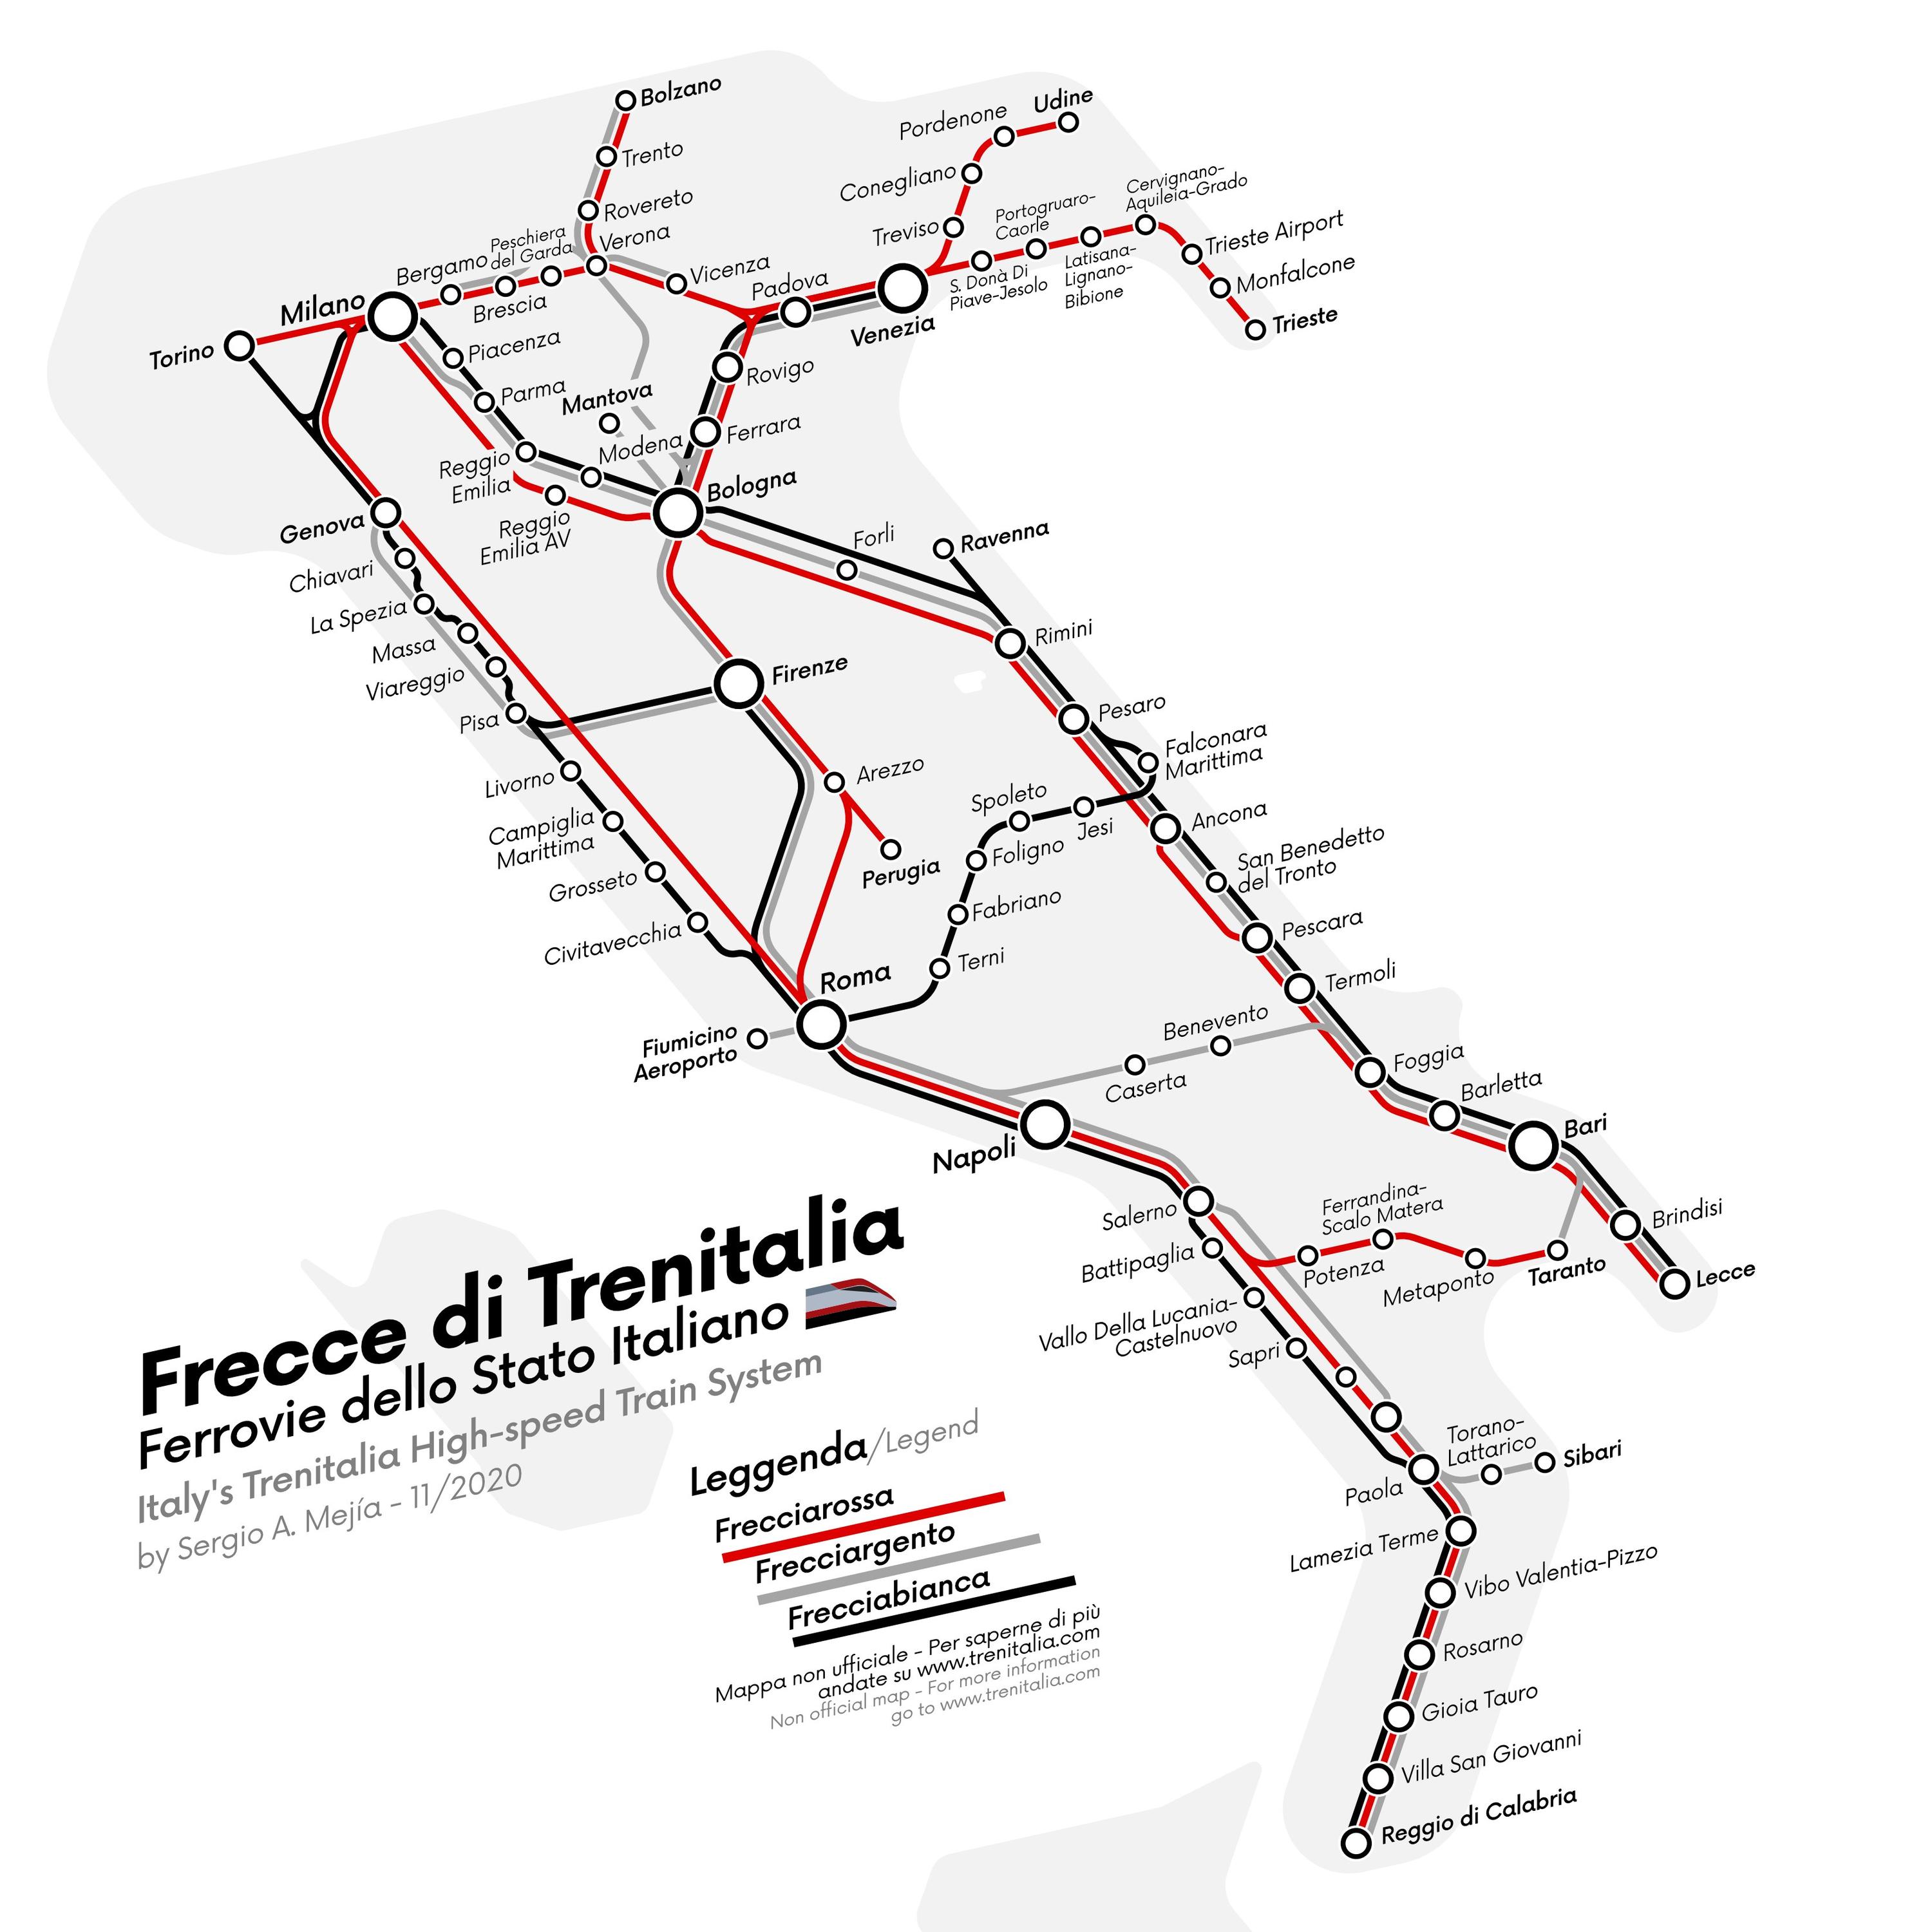 Bolzano
Trento
Rovereto
Verona
Peschiera
del Garda
Bergamo
Brescia
Milano
Torino
Vicenza
Padova
Venezia
Treviso
Conegliano
Pordenone
Udine
S. Donà Di
Piave-Jesolo
Portogruaro-
Caorle
Latisana-
Lignano-
Bibione
Cervignano-
Aquileia-Grado
Trieste Airport
Monfalcone
Trieste
Piacenza
Parma
Mantova
Rovigo
Ferrara
Modena
Reggio
Emilia
Reggio
Emilia AV
Bologna
Genova
Chiavari
La Spezia
Massa
Viareggio
Pisa
Livorno
Campiglia
Marittima
Grosseto
Civitavecchia
Forli
Ravenna
Rimini
Firenze
Pesaro
Falconara
Marittima
Arezzo
Perugia
Spoleto
Jesi
Foligno
Fabriano
Terni
Ancona
San Benedetto
del Tronto
Pescara
Termoli
Roma
Fiumicino
Aeroporto
Benevento
Caserta
Foggia
Barletta
Bari
Brindisi
Lecce
Napoli
Salerno
Battipaglia
Vallo Della Lucania-
Castelnuovo
Sapri
Ferrandina-
Scalo Matera
Potenza
Metaponto
Taranto
Torano-
Lattarico
Sibari
Paola
Lamezia Terme
Vibo Valentia-Pizzo
Rosarno
Gioia Tauro
Villa San Giovanni
Reggio di Calabria
Frecce di Trenitalia
Ferrovie dello Stato Italiano
Italy's Trenitalia High-speed Train System
by Sergio A. Mejía - 11/2020
Leggenda/Legend
Frecciarossa
Frecciargento
Frecciabianca
Mappa non ufficiale - Per saperne di più
andate su www.trenitalia.com
Non official map - For more information
go to www.trenitalia.com